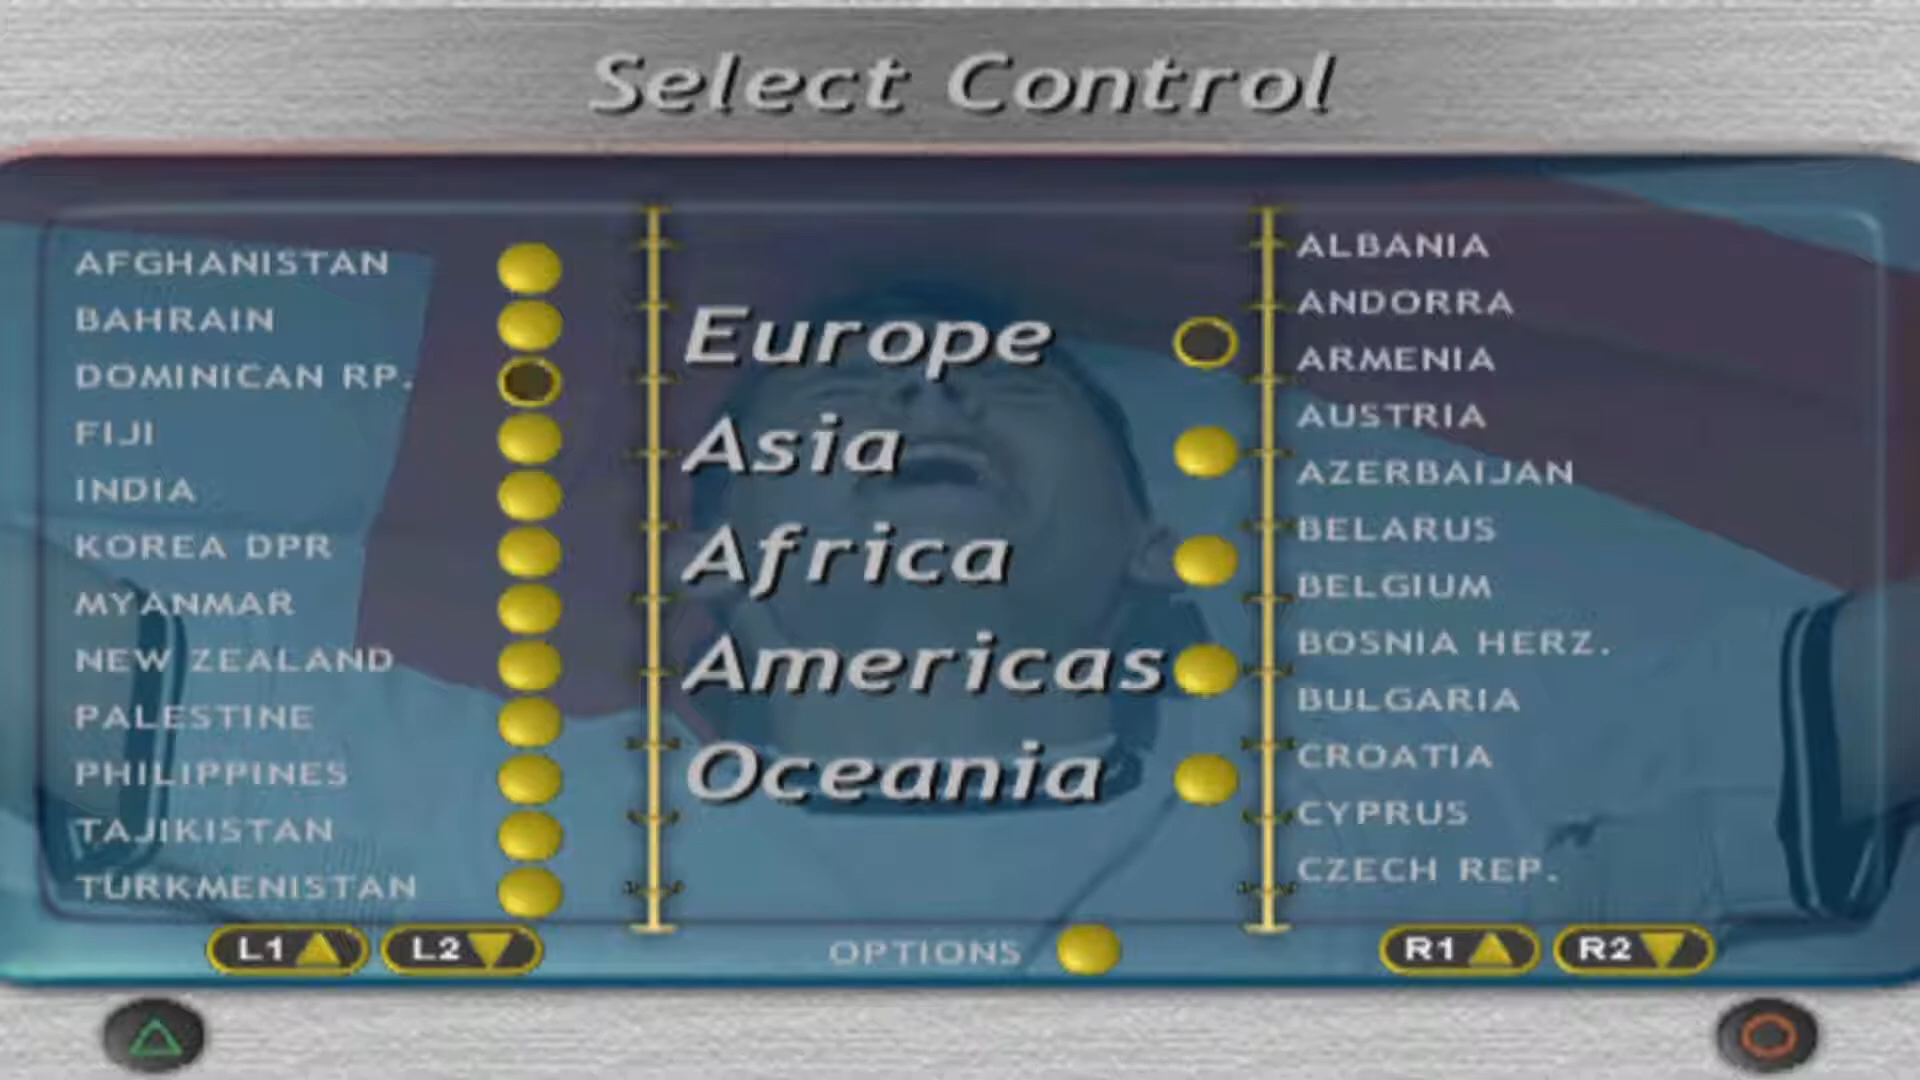 Select Control
AFGHANISTAN
BAHRAIN
DOMINICAN RP.
FIJI
INDIA
KOREA DPR
MYANMAR
NEW ZEALAND
PALESTINE
PHILIPPINES
TAJIKISTAN
TURKMENISTAN
L1 L2
Europe
Asia
Africa
Americas
Oceania
OPTIONS
ALBANIA
ANDORRA
ARMENIA
AUSTRIA
AZERBAIJAN
BELARUS
BELGIUM
BOSNIA HERZ.
BULGARIA
CROATIA
CYPRUS
CZECH REP.
R1 R2